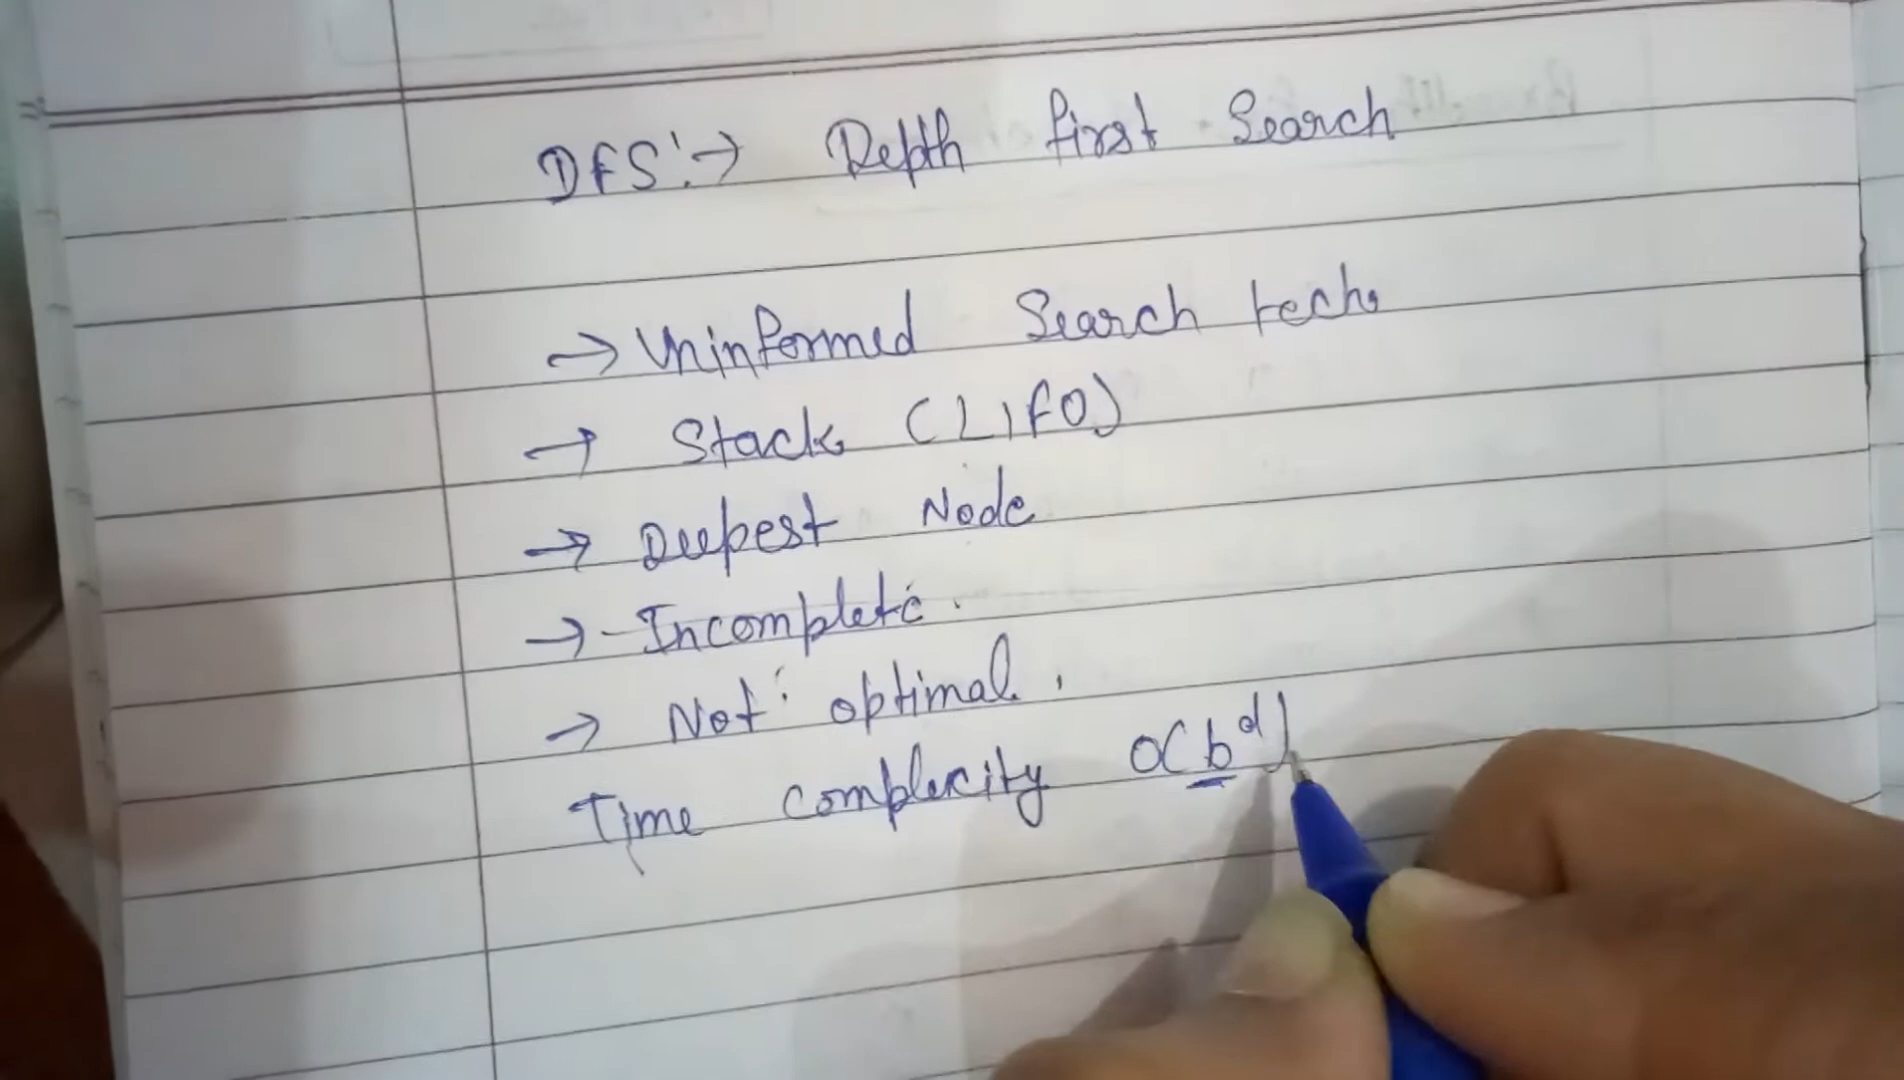 DFS :→ Depth first Search
→ Uninformed Search tech.
→ Stack (LIFO)
→ Deepest Node
→ Incomplete.
→ Not optimal.
Time complexity O(b^d)